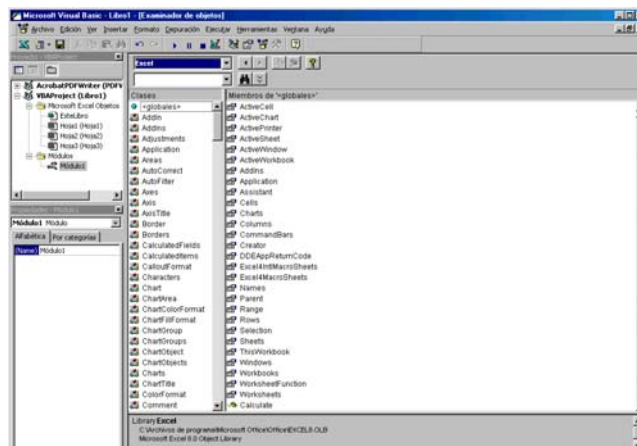 Microsoft Visual Basic - Libro1 - [Examinador de objetos]
Archivo Edición Ver Insertar Formato Depuración Ejecutar Herramientas Ventana Ayuda
AcrobatPDFWriter (PDFW
VBAProject (Libro1)
Microsoft Excel Objetos
EsteLibro
Hoja1 (Hoja1)
Hoja2 (Hoja2)
Hoja3 (Hoja3)
Módulos
Módulo1
Módulo1 Módulo
Alfabética Por categorías
(Name) Módulo1
Excel
Clases
<globales>
AddIn
AddIns
Adjustments
Application
Areas
AutoCorrect
AutoFilter
Axes
Axis
AxisTitle
Border
Borders
CalculatedFields
CalculatedItems
CalloutFormat
Characters
Chart
ChartArea
ChartColorFormat
ChartFillFormat
ChartGroup
ChartGroups
ChartObject
ChartObjects
Charts
ChartTitle
ColorFormat
Comment
Miembros de '<globales>'
ActiveCell
ActiveChart
ActivePrinter
ActiveSheet
ActiveWindow
ActiveWorkbook
AddIns
Application
Assistant
Cells
Charts
Columns
CommandBars
Creator
DDEAppReturnCode
Excel4IntlMacroSheets
Excel4MacroSheets
Names
Parent
Range
Rows
Selection
Sheets
ThisWorkbook
Windows
Workbooks
WorksheetFunction
Worksheets
Calculate
Library Excel
C:\Archivos de programa\Microsoft Office\Office\EXCEL8.OLB
Microsoft Excel 8.0 Object Library